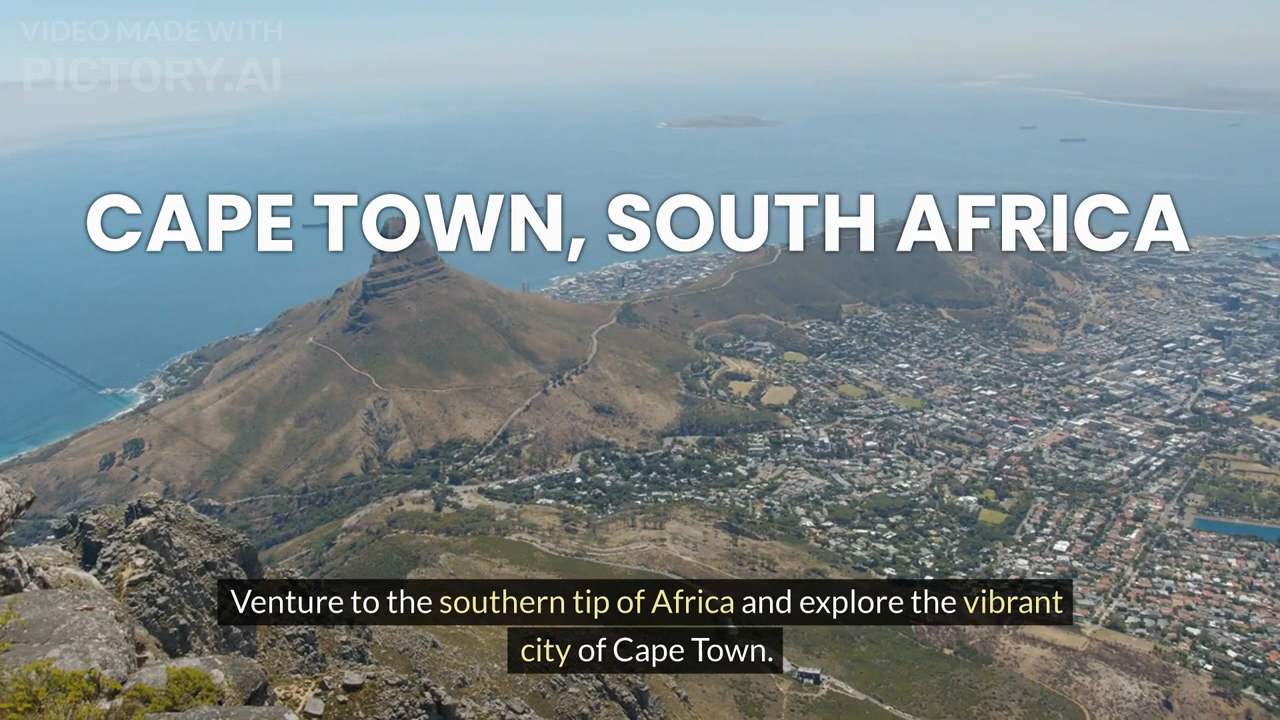 VIDEO MADE WITH
PICTORY.AI
CAPE TOWN, SOUTH AFRICA
Venture to the southern tip of Africa and explore the vibrant
city of Cape Town.